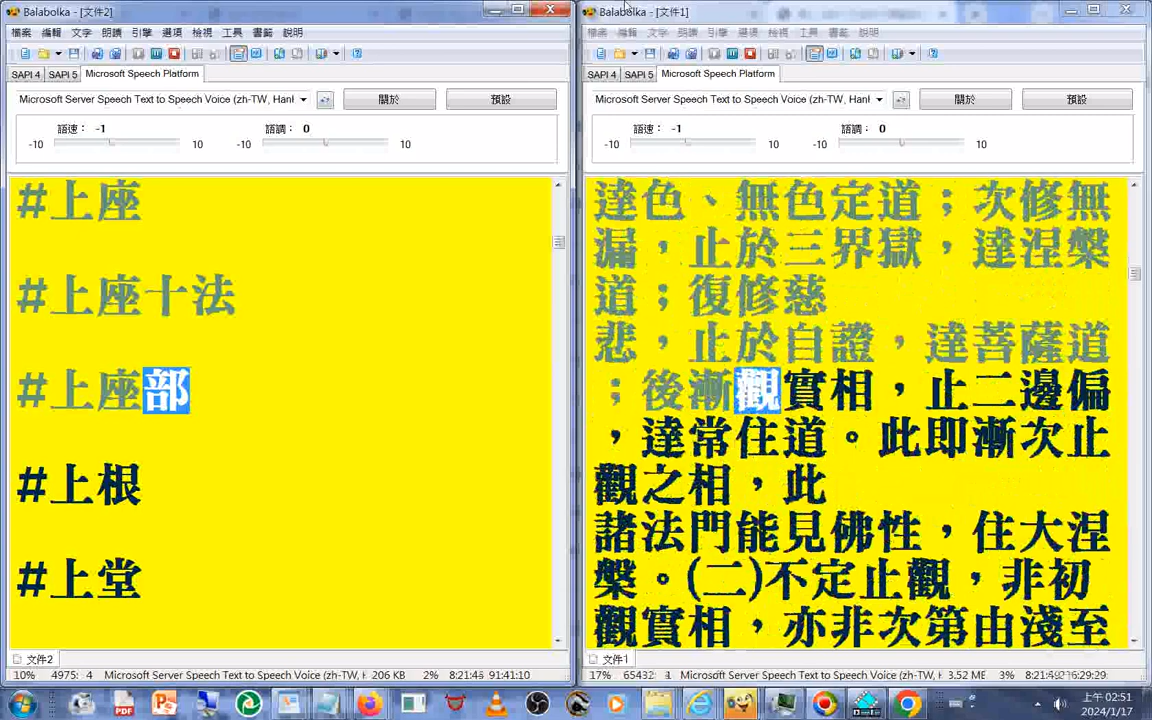 Balabolka - [文件2]
檔案 編輯 文字 朗讀 引擎 選項 檢視 工具 書籤 說明
SAPI 4 SAPI 5 Microsoft Speech Platform
Microsoft Server Speech Text to Speech Voice (zh-TW, Hanl
關於 預設
語速： -1 語調： 0
-10 10 -10 10
#上座
#上座十法
#上座部
#上根
#上堂
文件2
10% 4975: 4 Microsoft Server Speech Text to Speech Voice (zh-TW, H 206 KB 2% 8:21:46 91:41:10
Balabolka - [文件1]
檔案 編輯 文字 朗讀 引擎 選項 檢視 工具 書籤 說明
SAPI 4 SAPI 5 Microsoft Speech Platform
Microsoft Server Speech Text to Speech Voice (zh-TW, Hanl
關於 預設
語速： -1 語調： 0
-10 10 -10 10
達色、無色定道；次修無
漏，止於三界獄，達涅槃
道；復修慈
悲，止於自證，達菩薩道
；後漸觀實相，止二邊偏
，達常住道。此即漸次止
觀之相，此
諸法門能見佛性，住大涅
槃。(二)不定止觀，非初
觀實相，亦非次第由淺至
文件1
17% Microsoft Server Speech Text to Speech Voice (zh-TW, H 3.52 ME 3%
上午 02:51
2024/1/17